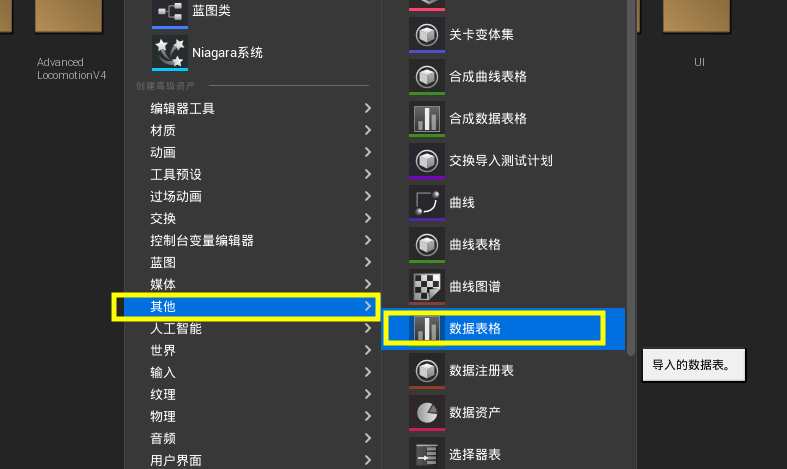 Advanced
LocomotionV4
UI
蓝图类
Niagara系统
创建高级资产
编辑器工具
材质
动画
工具预设
过场动画
交换
控制台变量编辑器
蓝图
媒体
其他
人工智能
世界
输入
纹理
物理
音频
用户界面
关卡变体集
合成曲线表格
合成数据表格
交换导入测试计划
曲线
曲线表格
曲线图谱
数据表格
数据注册表
数据资产
选择器表
导入的数据表。